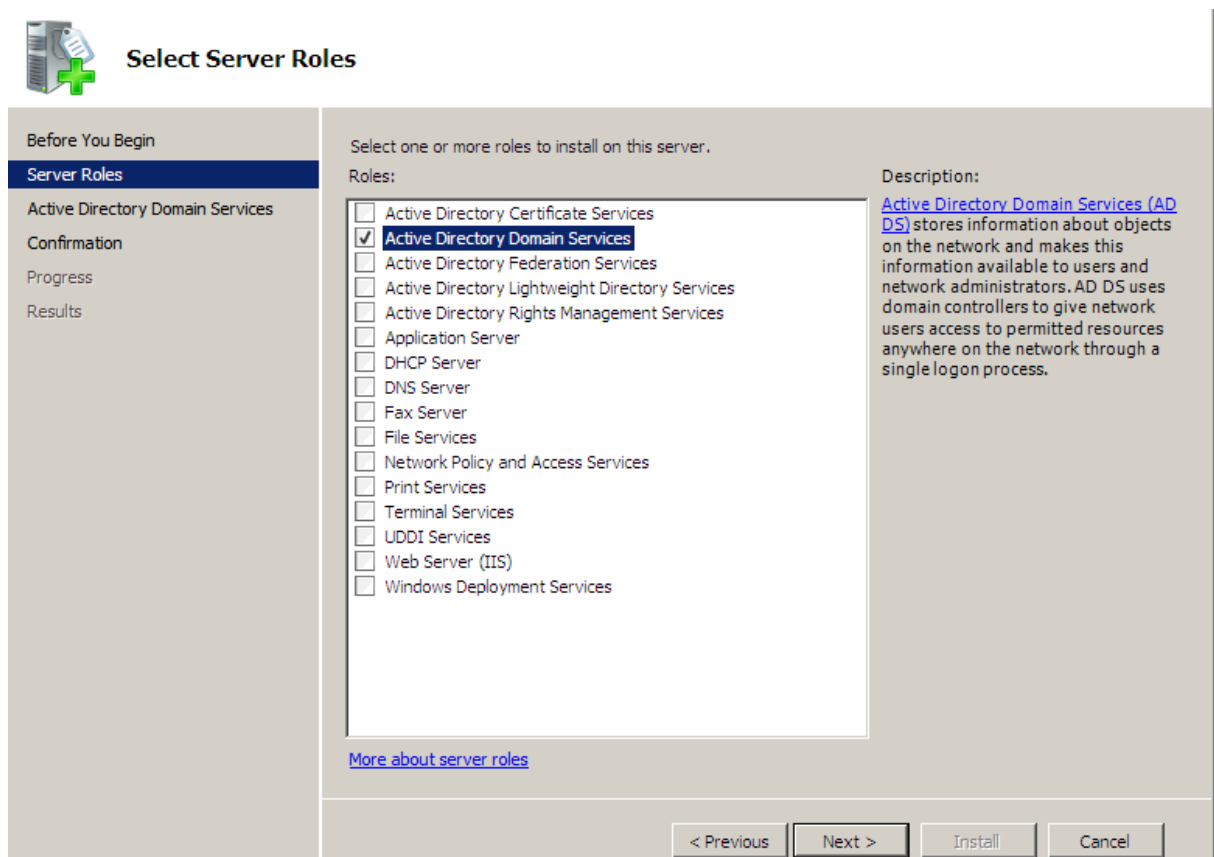 Select Server Roles
Before You Begin
Server Roles
Active Directory Domain Services
Confirmation
Progress
Results
Select one or more roles to install on this server.
Roles:
Active Directory Certificate Services
Active Directory Domain Services
Active Directory Federation Services
Active Directory Lightweight Directory Services
Active Directory Rights Management Services
Application Server
DHCP Server
DNS Server
Fax Server
File Services
Network Policy and Access Services
Print Services
Terminal Services
UDDI Services
Web Server (IIS)
Windows Deployment Services
More about server roles
Description:
Active Directory Domain Services (AD
DS) stores information about objects
on the network and makes this
information available to users and
network administrators. AD DS uses
domain controllers to give network
users access to permitted resources
anywhere on the network through a
single logon process.
< Previous
Next >
Install
Cancel